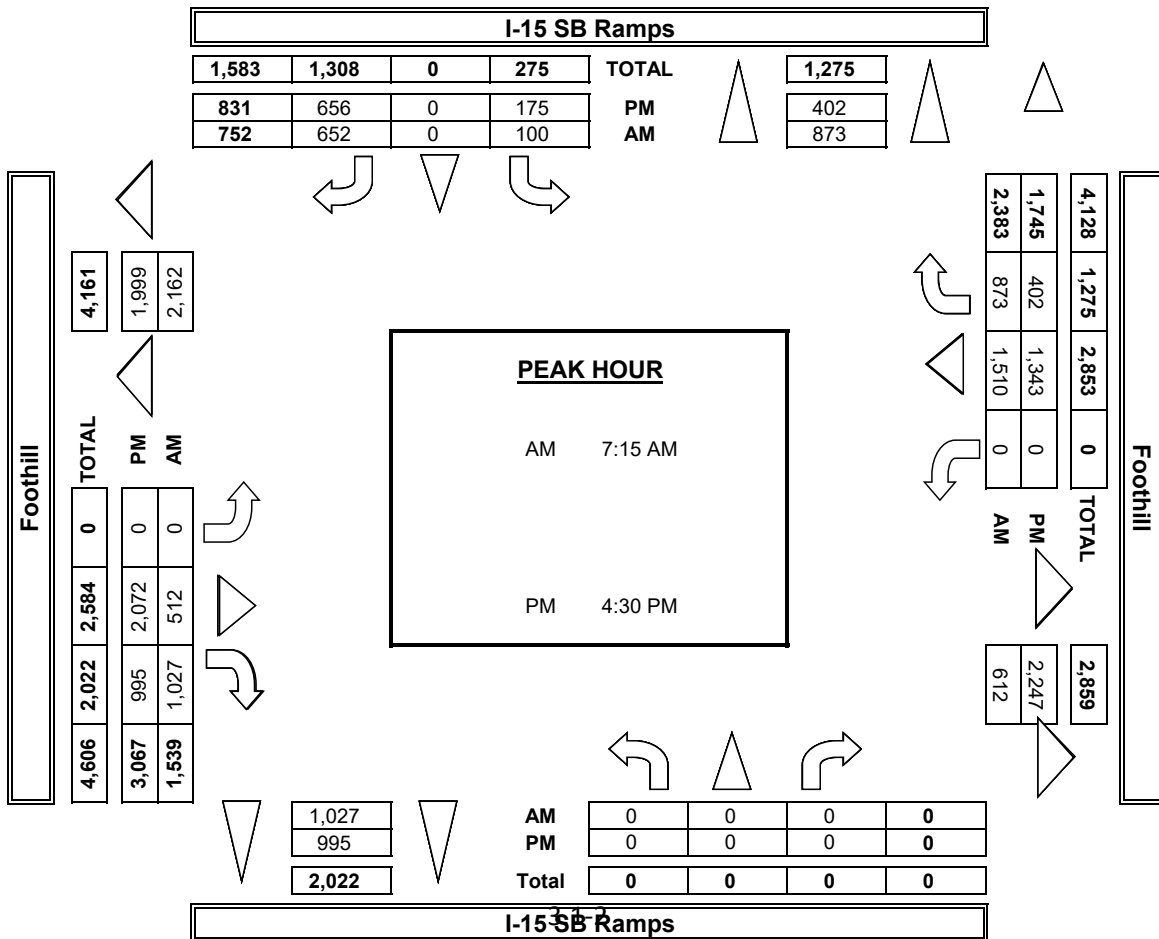 I-15 SB Ramps
1,583 1,308 0 275 TOTAL 1,275
831 656 0 175 PM 402
752 652 0 100 AM 873
Foothill
4,161
1,999
2,162
TOTAL 0 2,584 2,022 4,606
PM 0 2,072 995 3,067
AM 0 512 1,027 1,539
PEAK HOUR
AM 7:15 AM
PM 4:30 PM
4,128 1,275 2,853 0 TOTAL 2,859
1,745 402 1,343 0 PM 2,247
2,383 873 1,510 0 AM 612
Foothill
1,027 AM 0 0 0 0
995 PM 0 0 0 0
2,022 Total 0 0 0 0
I-15 SB Ramps
3.1-2